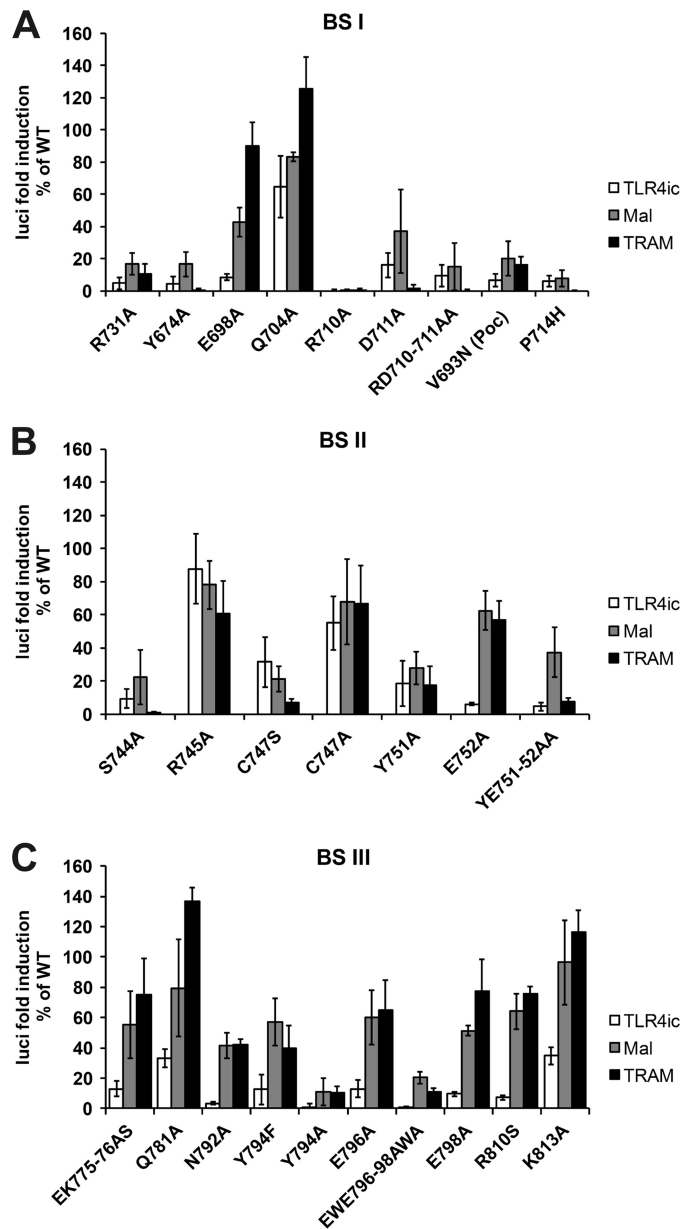 A
BS I
luci fold induction
% of WT
160
140
120
100
80
60
40
20
0
R731A
Y674A
E698A
Q704A
R710A
D711A
RD710-711AA
V693N (Poc)
P714H
TLR4ic
Mal
TRAM
B
BS II
luci fold induction
% of WT
160
140
120
100
80
60
40
20
0
S744A
R745A
C747S
C747A
Y751A
E752A
YE751-52AA
TLR4ic
Mal
TRAM
C
BS III
luci fold induction
% of WT
160
140
120
100
80
60
40
20
0
EK775-76AS
Q781A
N792A
Y794F
Y794A
E796A
EWE796-98AWA
E798A
R810S
K813A
TLR4ic
Mal
TRAM